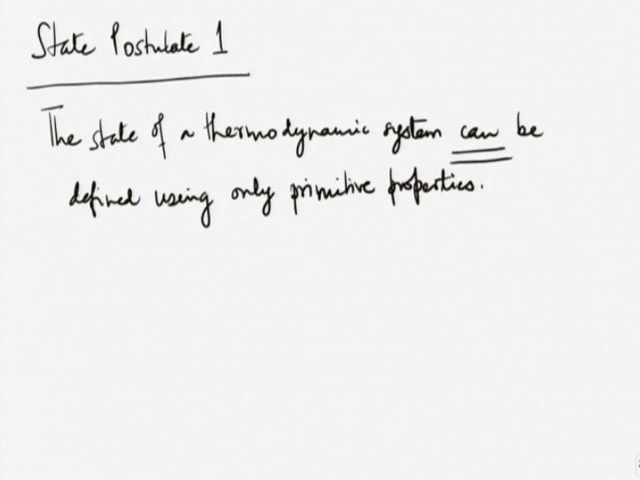 State Postulate 1
The state of a thermodynamic system can be
defined using only primitive properties.